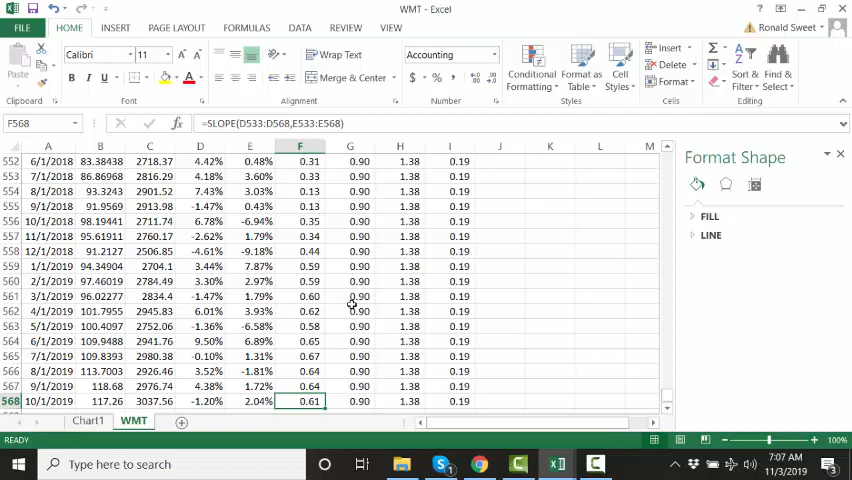 WMT - Excel
FILE HOME INSERT PAGE LAYOUT FORMULAS DATA REVIEW VIEW Ronald Sweet
Calibri 11 A A Wrap Text Accounting Insert
Paste B I U A Merge & Center $ % , Conditional Formatting Format as Table Cell Styles Delete Format Sort & Filter Find & Select
Clipboard Font Alignment Number Styles Cells Editing
F568 fx =SLOPE(D533:D568,E533:E568)
A B C D E F G H I J K L M
552 6/1/2018 83.38438 2718.37 4.42% 0.48% 0.31 0.90 1.38 0.19
553 7/1/2018 86.86968 2816.29 4.18% 3.60% 0.33 0.90 1.38 0.19
554 8/1/2018 93.3243 2901.52 7.43% 3.03% 0.13 0.90 1.38 0.19
555 9/1/2018 91.9569 2913.98 -1.47% 0.43% 0.13 0.90 1.38 0.19
556 10/1/2018 98.19441 2711.74 6.78% -6.94% 0.35 0.90 1.38 0.19
557 11/1/2018 95.61911 2760.17 -2.62% 1.79% 0.34 0.90 1.38 0.19
558 12/1/2018 91.2127 2506.85 -4.61% -9.18% 0.44 0.90 1.38 0.19
559 1/1/2019 94.34904 2704.1 3.44% 7.87% 0.59 0.90 1.38 0.19
560 2/1/2019 97.46019 2784.49 3.30% 2.97% 0.59 0.90 1.38 0.19
561 3/1/2019 96.02277 2834.4 -1.47% 1.79% 0.60 0.90 1.38 0.19
562 4/1/2019 101.7955 2945.83 6.01% 3.93% 0.62 0.90 1.38 0.19
563 5/1/2019 100.4097 2752.06 -1.36% -6.58% 0.58 0.90 1.38 0.19
564 6/1/2019 109.9488 2941.76 9.50% 6.89% 0.65 0.90 1.38 0.19
565 7/1/2019 109.8393 2980.38 -0.10% 1.31% 0.67 0.90 1.38 0.19
566 8/1/2019 113.7003 2926.46 3.52% -1.81% 0.64 0.90 1.38 0.19
567 9/1/2019 118.68 2976.74 4.38% 1.72% 0.64 0.90 1.38 0.19
568 10/1/2019 117.26 3037.56 -1.20% 2.04% 0.61 0.90 1.38 0.19
Format Shape
FILL
LINE
Chart1 WMT
READY 100%
Type here to search
7:07 AM
11/3/2019